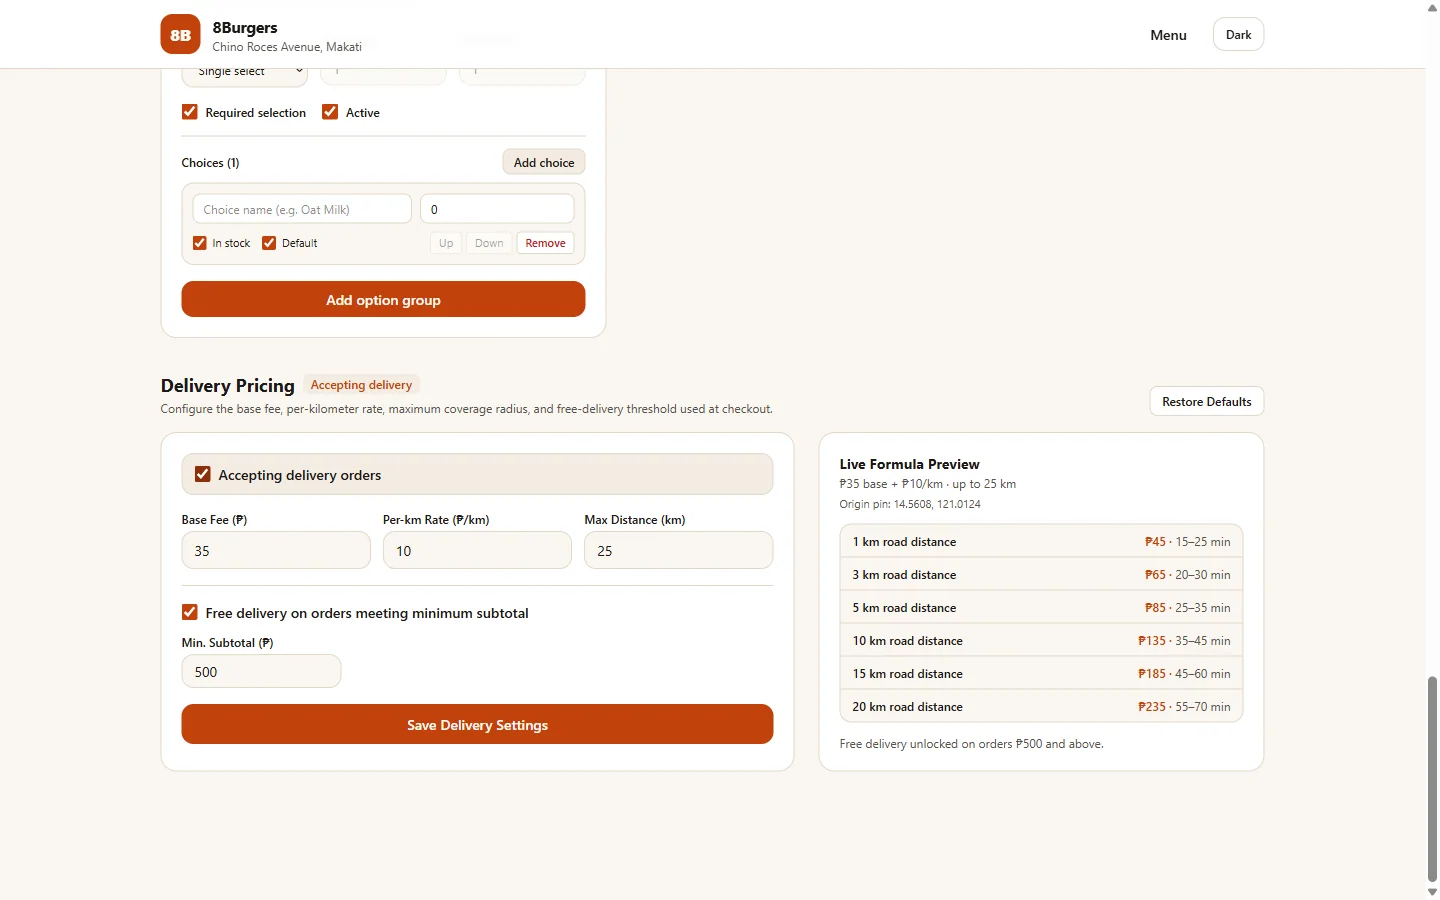 8B
8Burgers
Chino Roces Avenue, Makati
Menu
Dark
Single select
1
1
Required selection
Active
Choices (1)
Add choice
Choice name (e.g. Oat Milk)
0
In stock
Default
Up
Down
Remove
Add option group
Delivery Pricing
Accepting delivery
Configure the base fee, per-kilometer rate, maximum coverage radius, and free-delivery threshold used at checkout.
Restore Defaults
Accepting delivery orders
Base Fee (₱)
Per-km Rate (₱/km)
Max Distance (km)
35
10
25
Free delivery on orders meeting minimum subtotal
Min. Subtotal (₱)
500
Save Delivery Settings
Live Formula Preview
₱35 base + ₱10/km · up to 25 km
Origin pin: 14.5608, 121.0124
1 km road distance ₱45 · 15–25 min
3 km road distance ₱65 · 20–30 min
5 km road distance ₱85 · 25–35 min
10 km road distance ₱135 · 35–45 min
15 km road distance ₱185 · 45–60 min
20 km road distance ₱235 · 55–70 min
Free delivery unlocked on orders ₱500 and above.